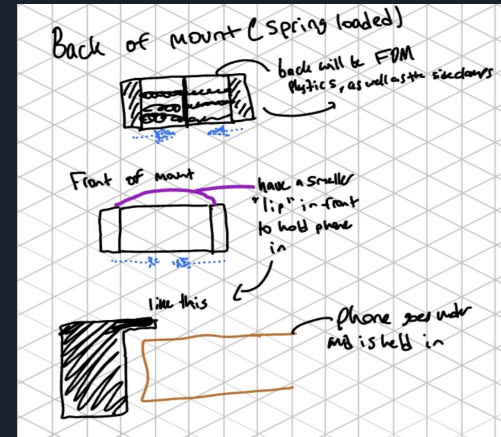 Back of mount (spring loaded)
back will be FDM
plastics, as well as the sideclamps
Front of mount
have a smaller
"lip" in front
to hold phone
in
like this
phone goes under
and is held in